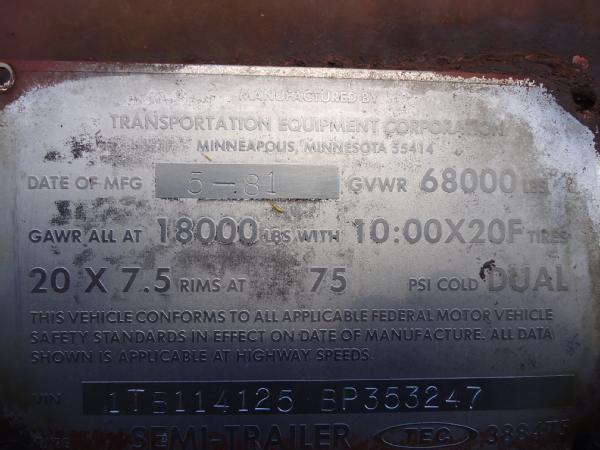 MANUFACTURED BY
TRANSPORTATION EQUIPMENT CORPORATION
MINNEAPOLIS, MINNESOTA 55414
DATE OF MFG 5-81 GVWR 68000 LBS
GAWR ALL AT 18000 LBS WITH 10:00X20F TIRES
20 X 7.5 RIMS AT 75 PSI COLD DUAL
THIS VEHICLE CONFORMS TO ALL APPLICABLE FEDERAL MOTOR VEHICLE
SAFETY STANDARDS IN EFFECT ON DATE OF MANUFACTURE. ALL DATA
SHOWN IS APPLICABLE AT HIGHWAY SPEEDS.
VIN 1TB114125 BP353247
TYPE SEMI-TRAILER TEC